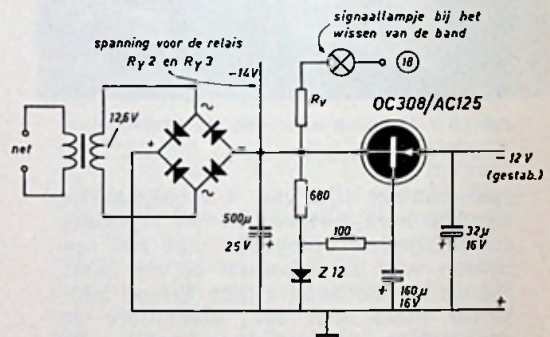 signaallampje bij het
wissen van de band
spanning voor de relais
Ry 2 en Ry 3
-14V
18
Rv
OC308/AC125
12,6V
net
~
+
-
~
-12V
(gestab.)
680
500µ
25V
+
100
32µ
16V
+
Z 12
160µ
16V
+
+